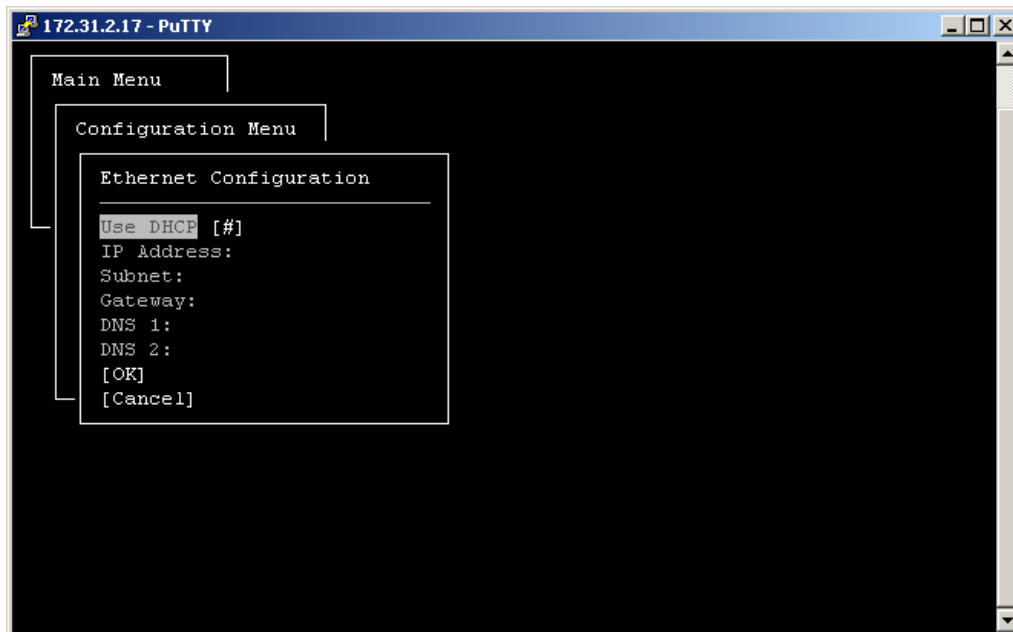 172.31.2.17 - PuTTY
Main Menu
Configuration Menu
Ethernet Configuration
Use DHCP [#]
IP Address:
Subnet:
Gateway:
DNS 1:
DNS 2:
[OK]
[Cancel]